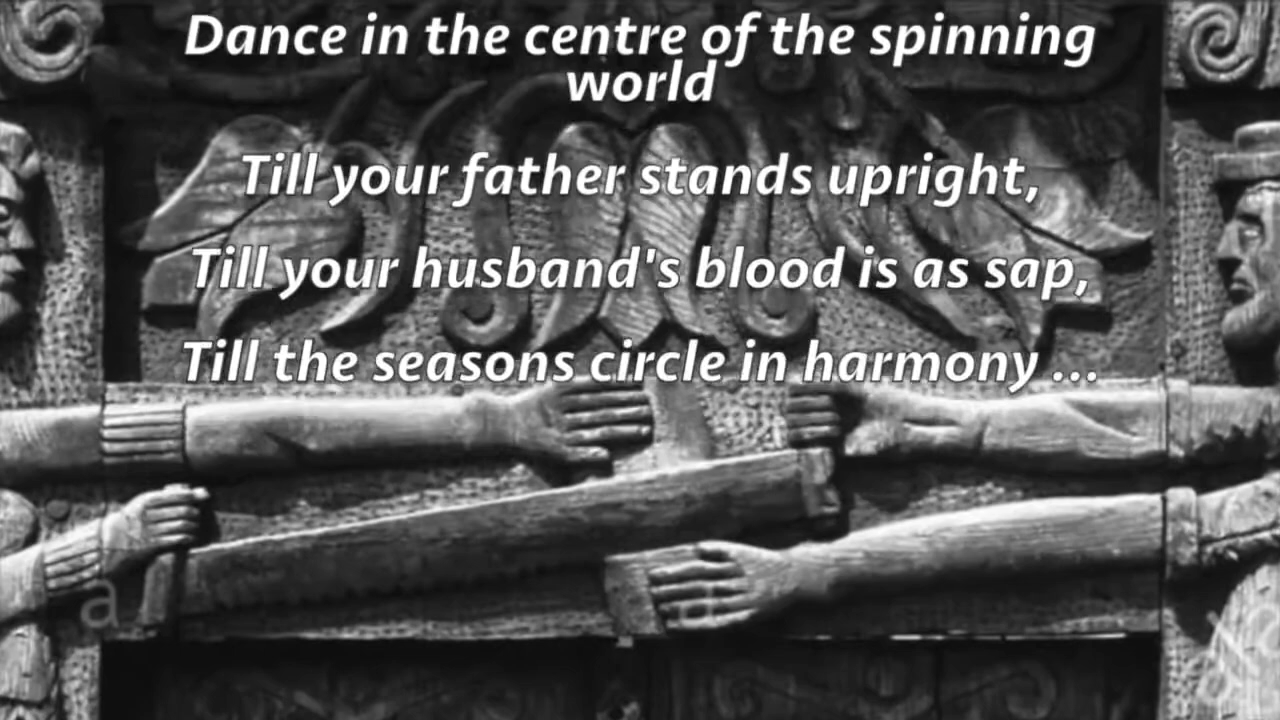 Dance in the centre of the spinning
world
Till your father stands upright,
Till your husband's blood is as sap,
Till the seasons circle in harmony ...
a
a